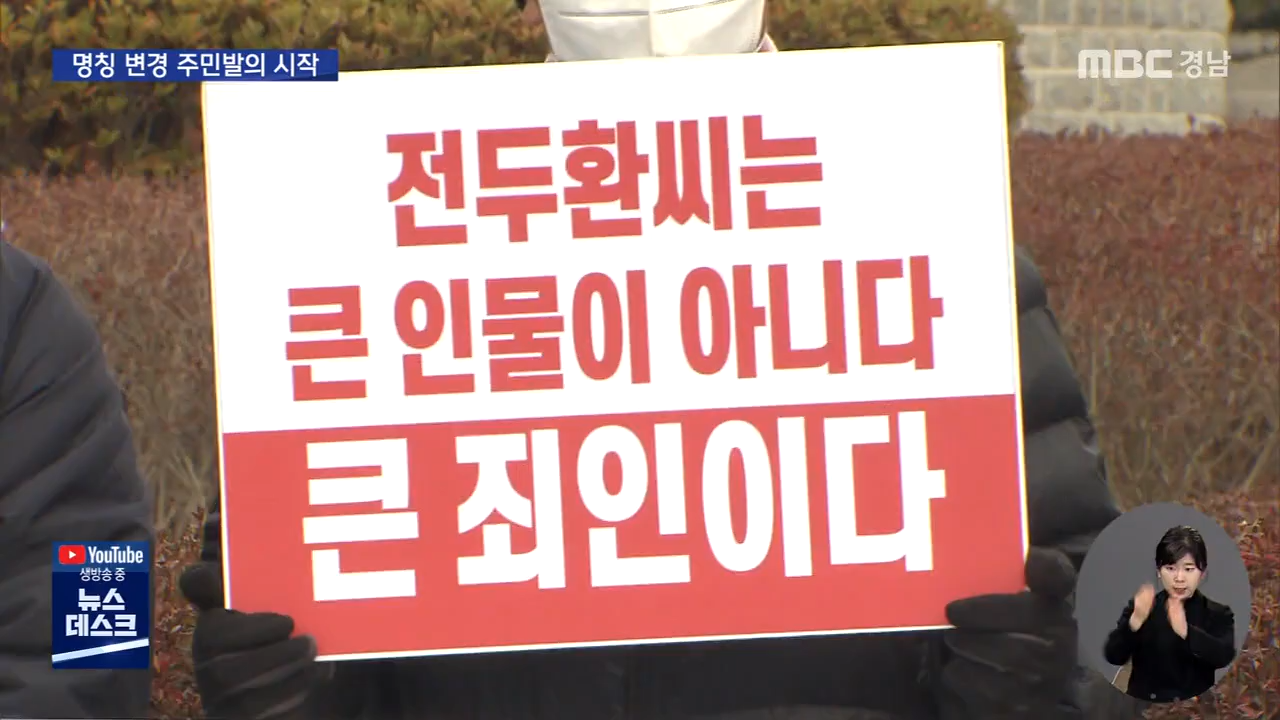 명칭 변경 주민발의 시작
MBC 경남
전두환씨는
큰 인물이 아니다
큰 죄인이다
YouTube
생방송 중
뉴스
데스크